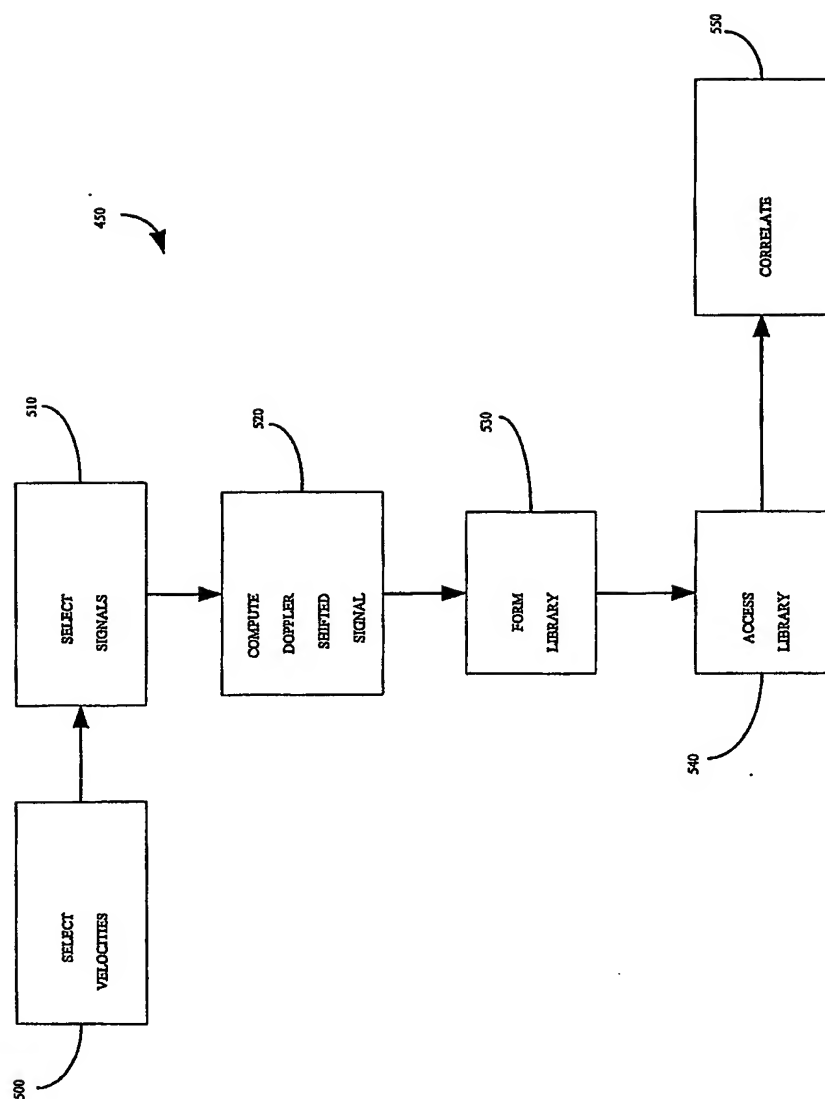 500
SELECT
VELOCITIES
510
SELECT
SIGNALS
450
520
COMPUTE
DOPPLER
SHIFTED
SIGNAL
530
FORM
LIBRARY
540
ACCESS
LIBRARY
550
CORRELATE